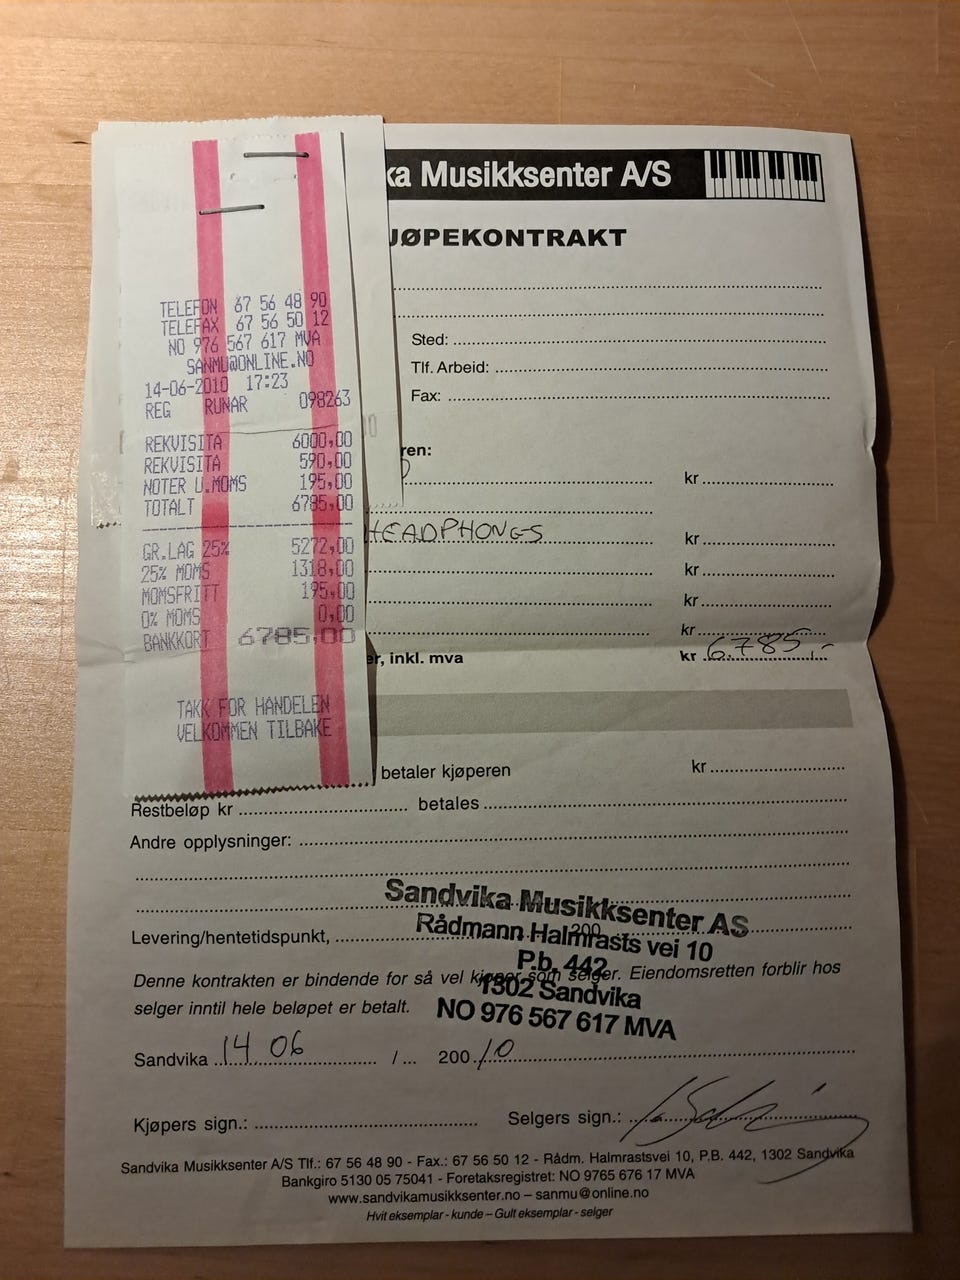 ka Musikksenter A/S
JØPEKONTRAKT
TELEFON 67 56 48 90
TELEFAX 67 56 50 12
NO 976 567 617 MVA
SANMU@ONLINE.NO
14-06-2010 17:23
REG RUNAR 098263
REKVISITA 6000,00
REKVISITA 590,00
NOTER U.MOMS 195,00
TOTALT 6785,00
GR.LAG 25% 5272,00
25% MOMS 1318,00
MOMSFRITT 195,00
0% MOMS 0,00
BANKKORT 6785,00
TAKK FOR HANDELEN
VELKOMMEN TILBAKE
Sted:
Tlf. Arbeid:
Fax:
ren:
kr
HEADPHONES kr
kr
kr
kr
er, inkl. mva kr 6.785,-
betaler kjøperen kr
Restbeløp kr betales
Andre opplysninger:
Sandvika Musikksenter AS
Rådmann Halmrasts vei 10
P.b. 442
1302 Sandvika
NO 976 567 617 MVA
Levering/hentetidspunkt, 200
Denne kontrakten er bindende for så vel kjøper som selger. Eiendomsretten forblir hos
selger inntil hele beløpet er betalt.
Sandvika 14 06 / ... 200 10
Kjøpers sign.: Selgers sign.:
Sandvika Musikksenter A/S Tlf.: 67 56 48 90 - Fax.: 67 56 50 12 - Rådm. Halmrastsvei 10, P.B. 442, 1302 Sandvika
Bankgiro 5130 05 75041 - Foretaksregistret: NO 9765 676 17 MVA
www.sandvikamusikksenter.no – sanmu@online.no
Hvit eksemplar - kunde – Gult eksemplar - selger